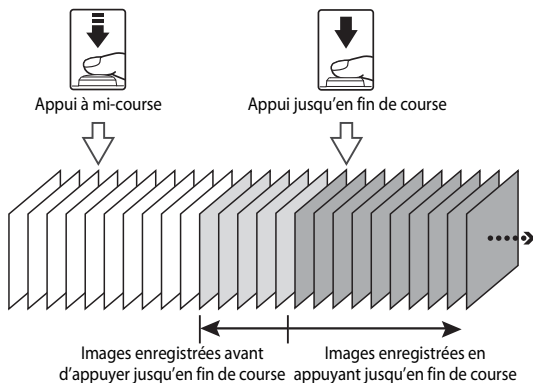 Appui à mi-course
Appui jusqu'en fin de course
Images enregistrées avant
d'appuyer jusqu'en fin de course
Images enregistrées en
appuyant jusqu'en fin de course